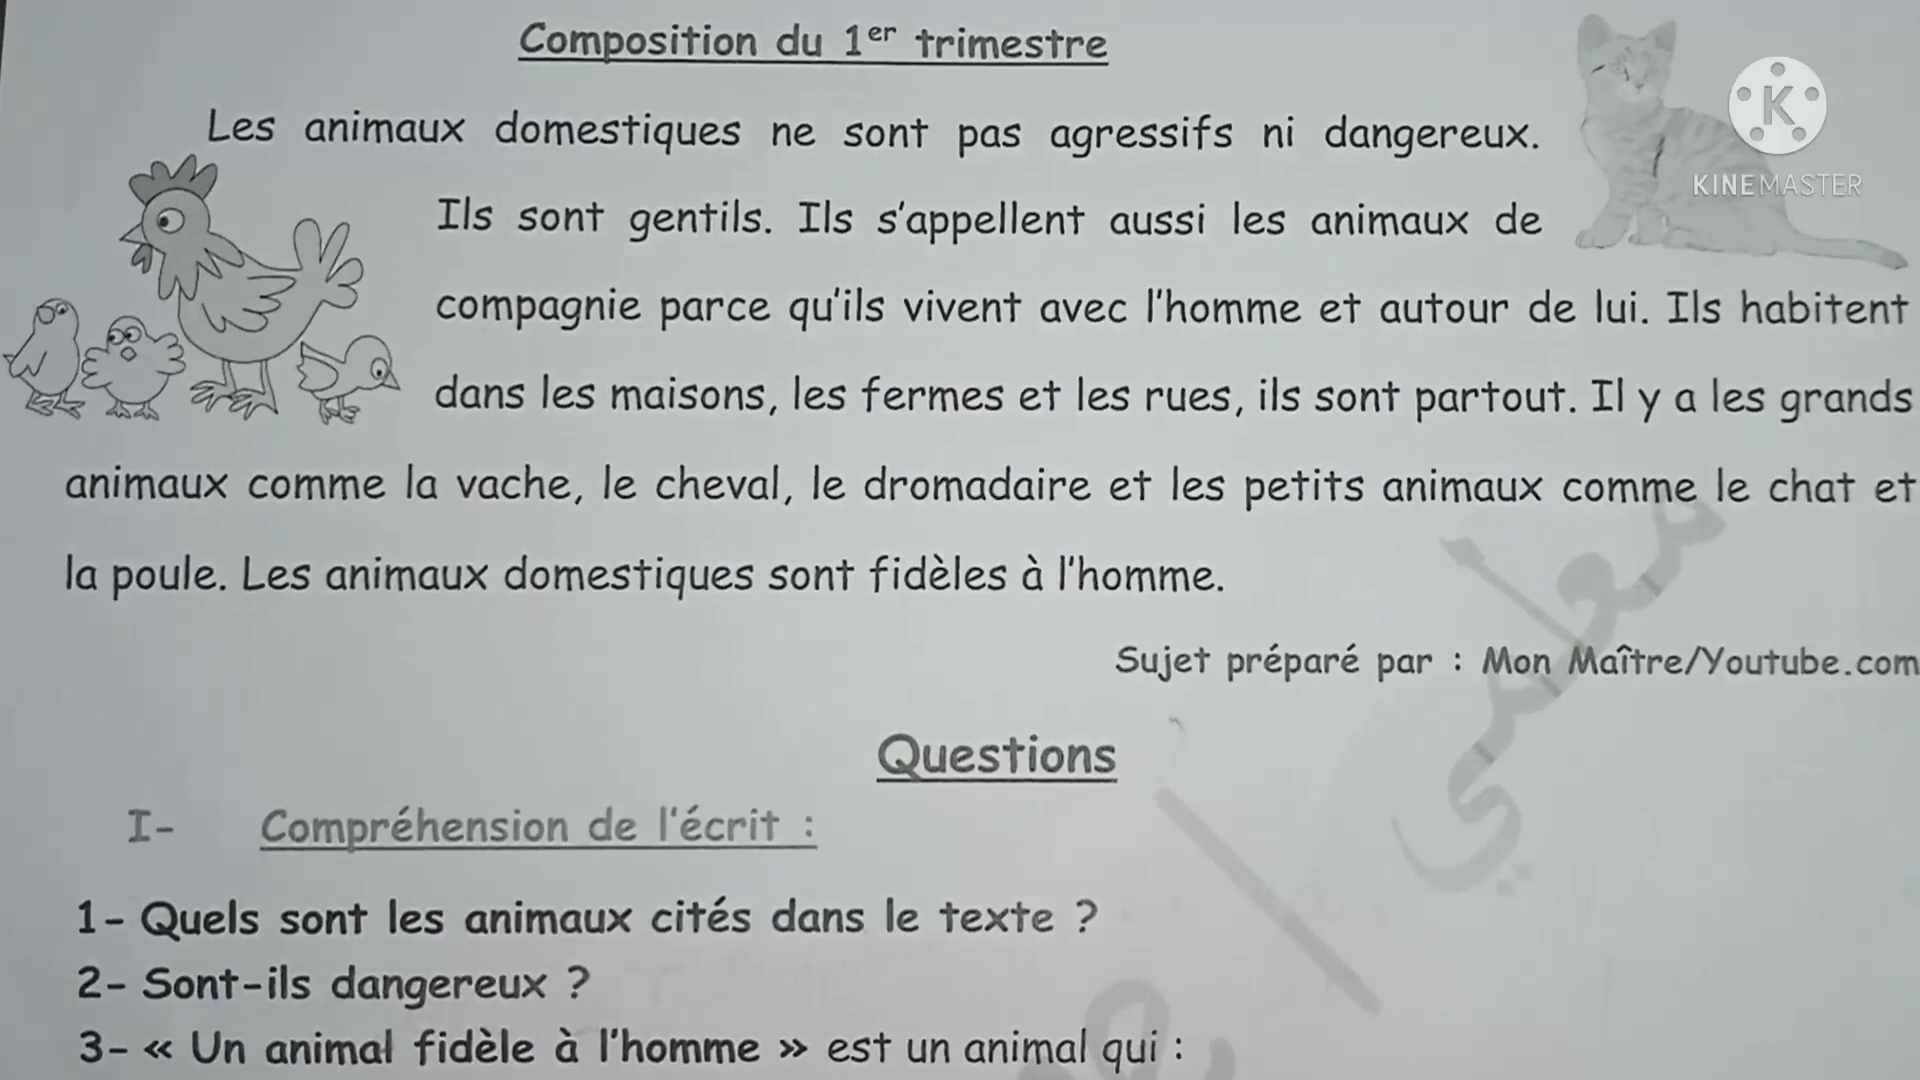 Composition du 1er trimestre
Les animaux domestiques ne sont pas agressifs ni dangereux.
Ils sont gentils. Ils s'appellent aussi les animaux de
compagnie parce qu'ils vivent avec l'homme et autour de lui. Ils habitent
dans les maisons, les fermes et les rues, ils sont partout. Il y a les grands
animaux comme la vache, le cheval, le dromadaire et les petits animaux comme le chat et
la poule. Les animaux domestiques sont fidèles à l'homme.
Sujet préparé par : Mon Maître/Youtube.com
Questions
I- Compréhension de l'écrit :
1- Quels sont les animaux cités dans le texte ?
2- Sont-ils dangereux ?
3- « Un animal fidèle à l'homme » est un animal qui :
K
KINEMASTER
معلمي